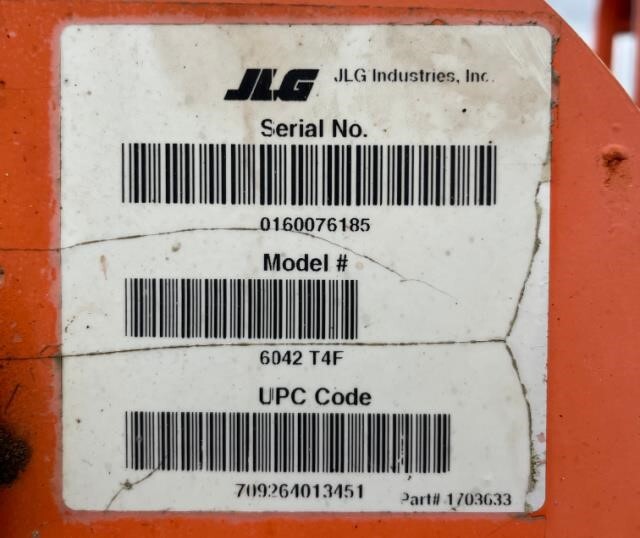 JLG JLG Industries, Inc.
Serial No.
0160076185
Model #
6042 T4F
UPC Code
709264013451
Part# 1703633